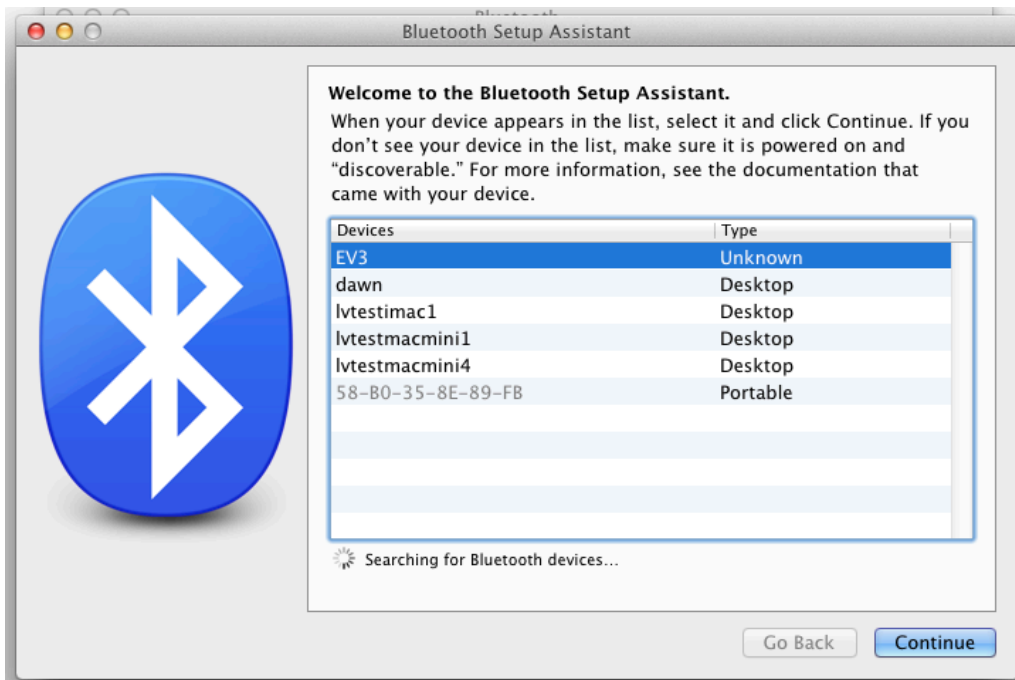 Bluetooth
Bluetooth Setup Assistant
Welcome to the Bluetooth Setup Assistant.
When your device appears in the list, select it and click Continue. If you
don't see your device in the list, make sure it is powered on and
“discoverable.” For more information, see the documentation that
came with your device.
Devices Type
EV3 Unknown
dawn Desktop
lvtestimac1 Desktop
lvtestmacmini1 Desktop
lvtestmacmini4 Desktop
58-B0-35-8E-89-FB Portable
Searching for Bluetooth devices...
Go Back Continue